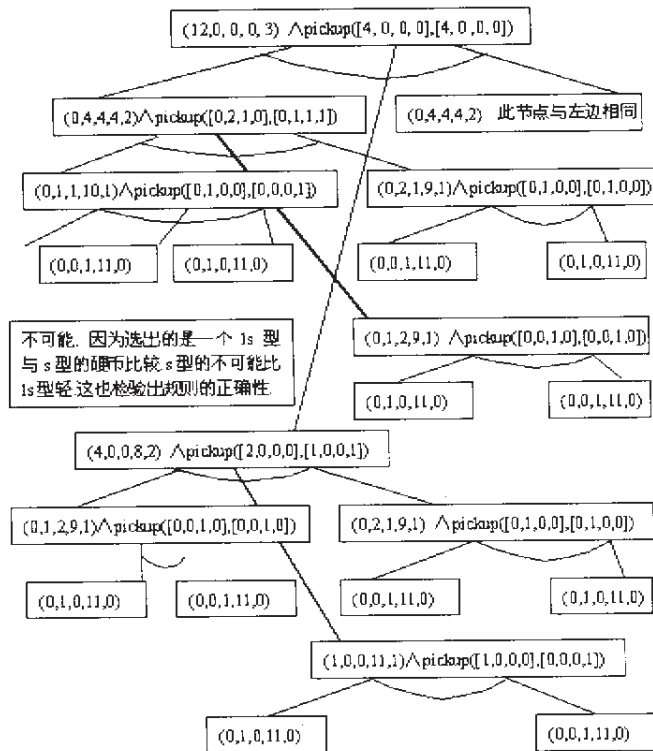 (12,0,0,0,3) ∧pickup([4,0,0,0],[4,0,0,0])
(0,4,4,4,2)∧pickup([0,2,1,0],[0,1,1,1])
(0,4,4,4,2) 此节点与左边相同
(0,1,1,10,1)∧pickup([0,1,0,0],[0,0,0,1])
(0,2,1,9,1)∧pickup([0,1,0,0],[0,1,0,0])
(0,0,1,11,0)
(0,1,0,11,0)
(0,0,1,11,0)
(0,1,0,11,0)
不可能, 因为选出的是一个 ls 型
与 s 型的硬币比较.s 型的不可能比
ls 型轻.这也检验出规则的正确性.
(0,1,2,9,1) ∧pickup([0,0,1,0],[0,0,1,0])
(0,1,0,11,0)
(0,0,1,11,0)
(4,0,0,8,2) ∧pickup([2,0,0,0],[1,0,0,1])
(0,1,2,9,1)∧pickup([0,0,1,0],[0,0,1,0])
(0,2,1,9,1) ∧pickup([0,1,0,0],[0,1,0,0])
(0,1,0,11,0)
(0,0,1,11,0)
(0,0,1,11,0)
(0,1,0,11,0)
(1,0,0,11,1)∧pickup([1,0,0,0],[0,0,0,1])
(0,1,0,11,0)
(0,0,1,11,0)